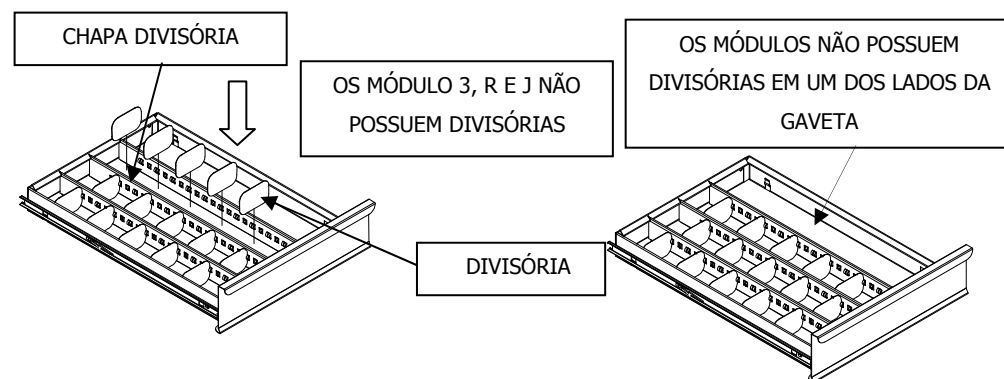 CHAPA DIVISÓRIA
OS MÓDULO 3, R E J NÃO
POSSUEM DIVISÓRIAS
OS MÓDULOS NÃO POSSUEM
DIVISÓRIAS EM UM DOS LADOS DA
GAVETA
DIVISÓRIA